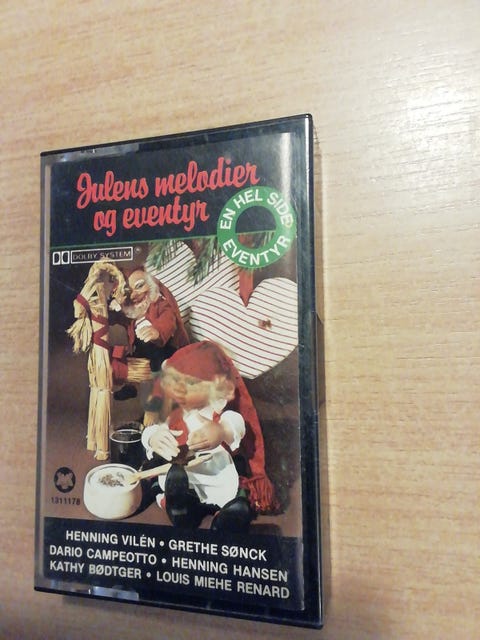 Julens melodier
og eventyr
EN HEL SIDE
EVENTYR
DOLBY SYSTEM
1311178
HENNING VILÉN • GRETHE SØNCK
DARIO CAMPEOTTO • HENNING HANSEN
KATHY BØDTGER • LOUIS MIEHE RENARD